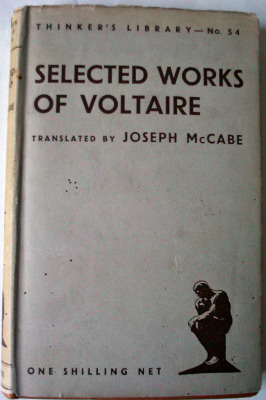 THINKER'S LIBRARY—No. 54
SELECTED WORKS
OF VOLTAIRE
TRANSLATED BY JOSEPH McCABE
ONE SHILLING NET